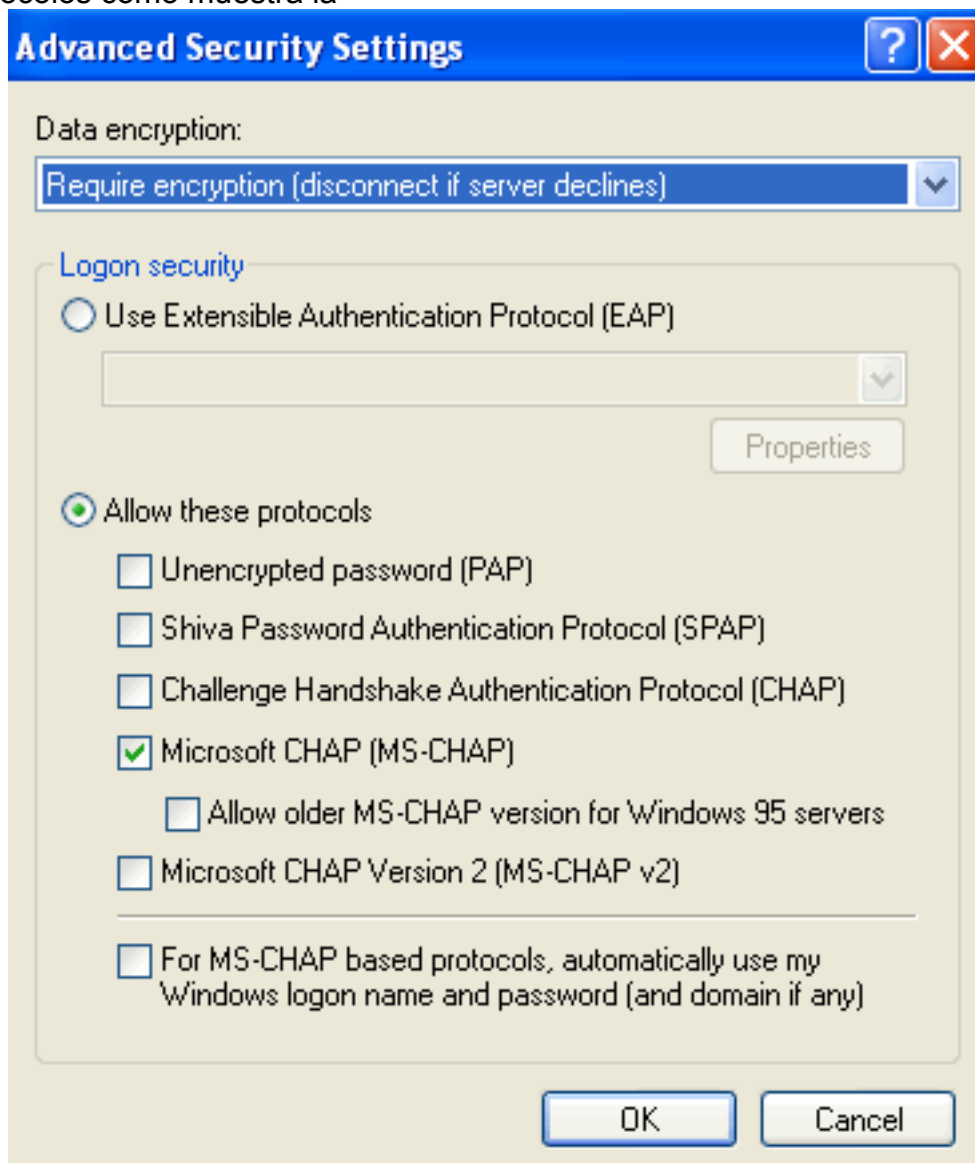 como muestra la
Advanced Security Settings
Data encryption:
Require encryption (disconnect if server declines)
Logon security
Use Extensible Authentication Protocol (EAP)
Properties
Allow these protocols
Unencrypted password (PAP)
Shiva Password Authentication Protocol (SPAP)
Challenge Handshake Authentication Protocol (CHAP)
Microsoft CHAP (MS-CHAP)
Allow older MS-CHAP version for Windows 95 servers
Microsoft CHAP Version 2 (MS-CHAP v2)
For MS-CHAP based protocols, automatically use my
Windows logon name and password (and domain if any)
OK
Cancel